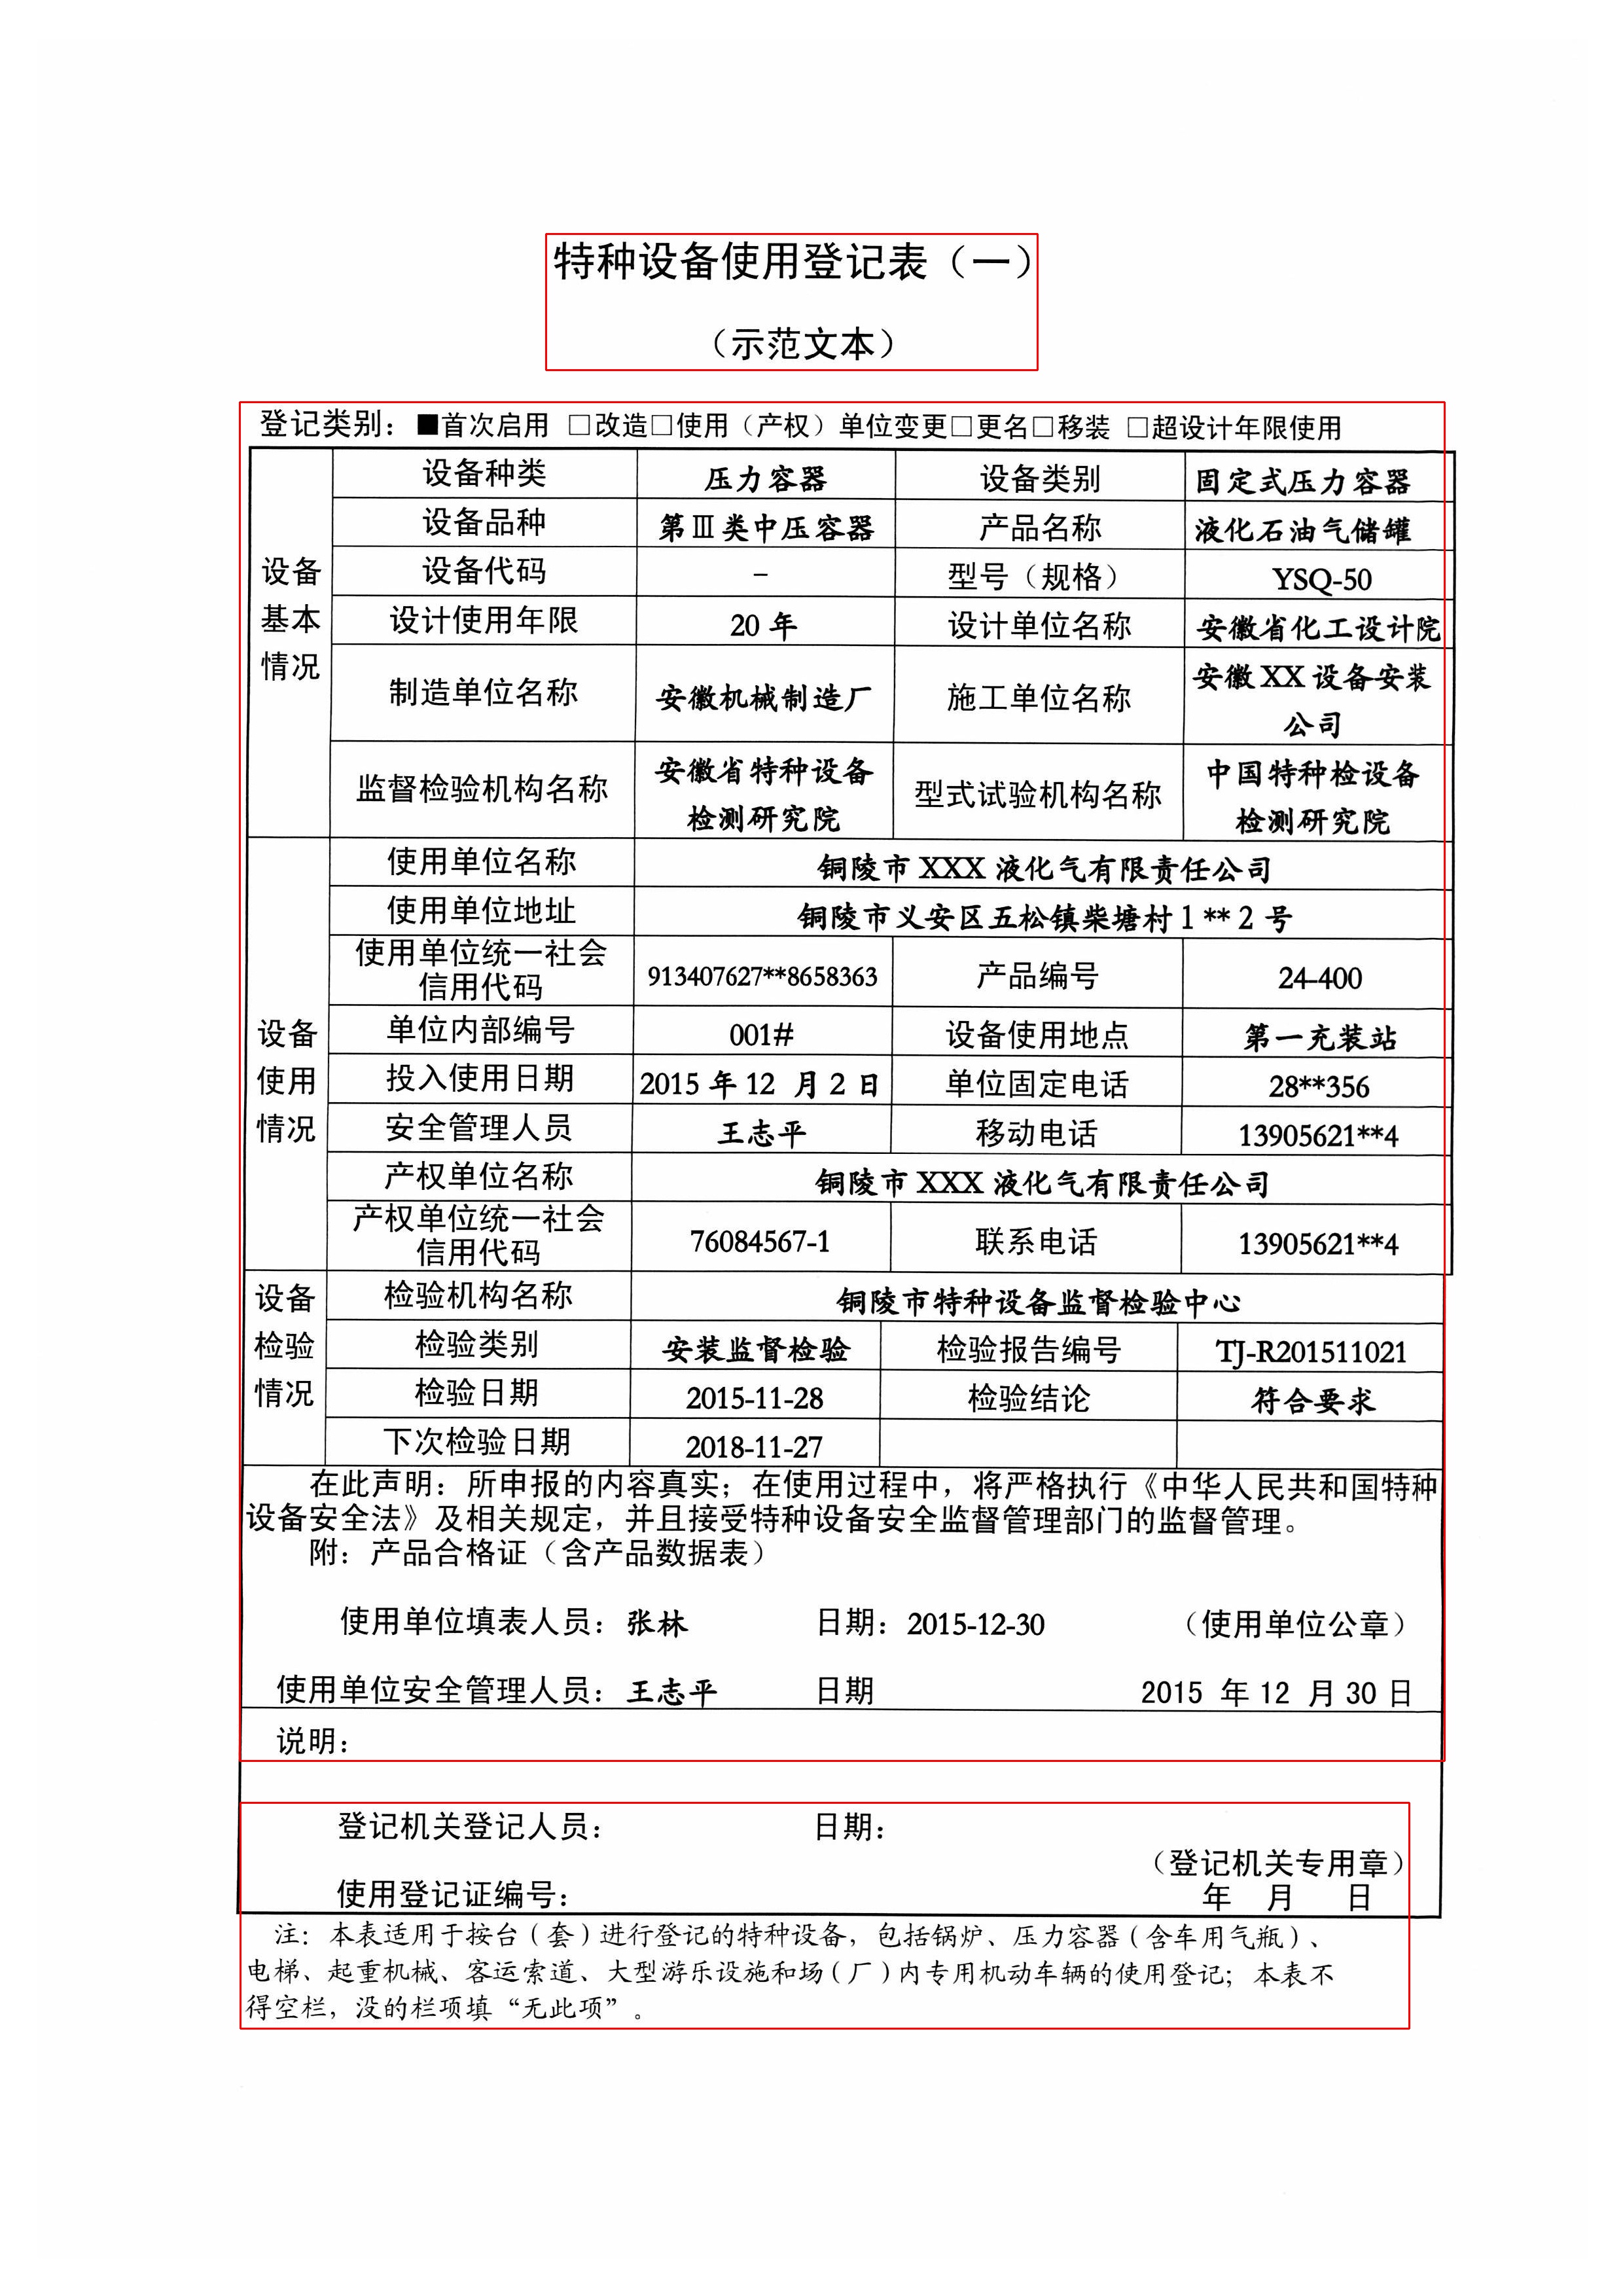 特种设备使用登记表（一）
（示范文本）
登记类别：■首次启用 □改造□使用（产权）单位变更□更名□移装 □超设计年限使用
设备基本情况
设备种类 压力容器 设备类别 固定式压力容器
设备品种 第Ⅲ类中压容器 产品名称 液化石油气储罐
设备代码 - 型号（规格） YSQ-50
设计使用年限 20 年 设计单位名称 安徽省化工设计院
制造单位名称 安徽机械制造厂 施工单位名称 安徽 XX 设备安装
公司
监督检验机构名称 安徽省特种设备
检测研究院 型式试验机构名称 中国特种检设备
检测研究院
设备使用情况
使用单位名称 铜陵市 XXX 液化气有限责任公司
使用单位地址 铜陵市义安区五松镇柴塘村 1 ** 2 号
使用单位统一社会
信用代码 913407627**8658363 产品编号 24-400
单位内部编号 001# 设备使用地点 第一充装站
投入使用日期 2015 年 12 月 2 日 单位固定电话 28**356
安全管理人员 王志平 移动电话 13905621**4
产权单位名称 铜陵市 XXX 液化气有限责任公司
产权单位统一社会
信用代码 76084567-1 联系电话 13905621**4
设备检验情况
检验机构名称 铜陵市特种设备监督检验中心
检验类别 安装监督检验 检验报告编号 TJ-R201511021
检验日期 2015-11-28 检验结论 符合要求
下次检验日期 2018-11-27
在此声明：所申报的内容真实；在使用过程中，将严格执行《中华人民共和国特种
设备安全法》及相关规定，并且接受特种设备安全监督管理部门的监督管理。
附：产品合格证（含产品数据表）
使用单位填表人员：张林 日期：2015-12-30 （使用单位公章）
使用单位安全管理人员：王志平 日期 2015 年 12 月 30 日
说明：
登记机关登记人员： 日期：
（登记机关专用章）
使用登记证编号： 年 月 日
注：本表适用于按台（套）进行登记的特种设备，包括锅炉、压力容器（含车用气瓶）、
电梯、起重机械、客运索道、大型游乐设施和场（厂）内专用机动车辆的使用登记；本表不
得空栏，没的栏项填“无此项”。